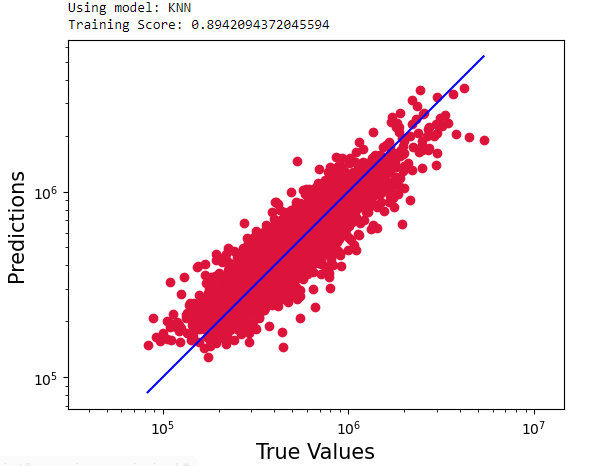 Using model: KNN
Training Score: 0.8942094372045594
Predictions
10^6
10^5
10^5
10^6
10^7
True Values